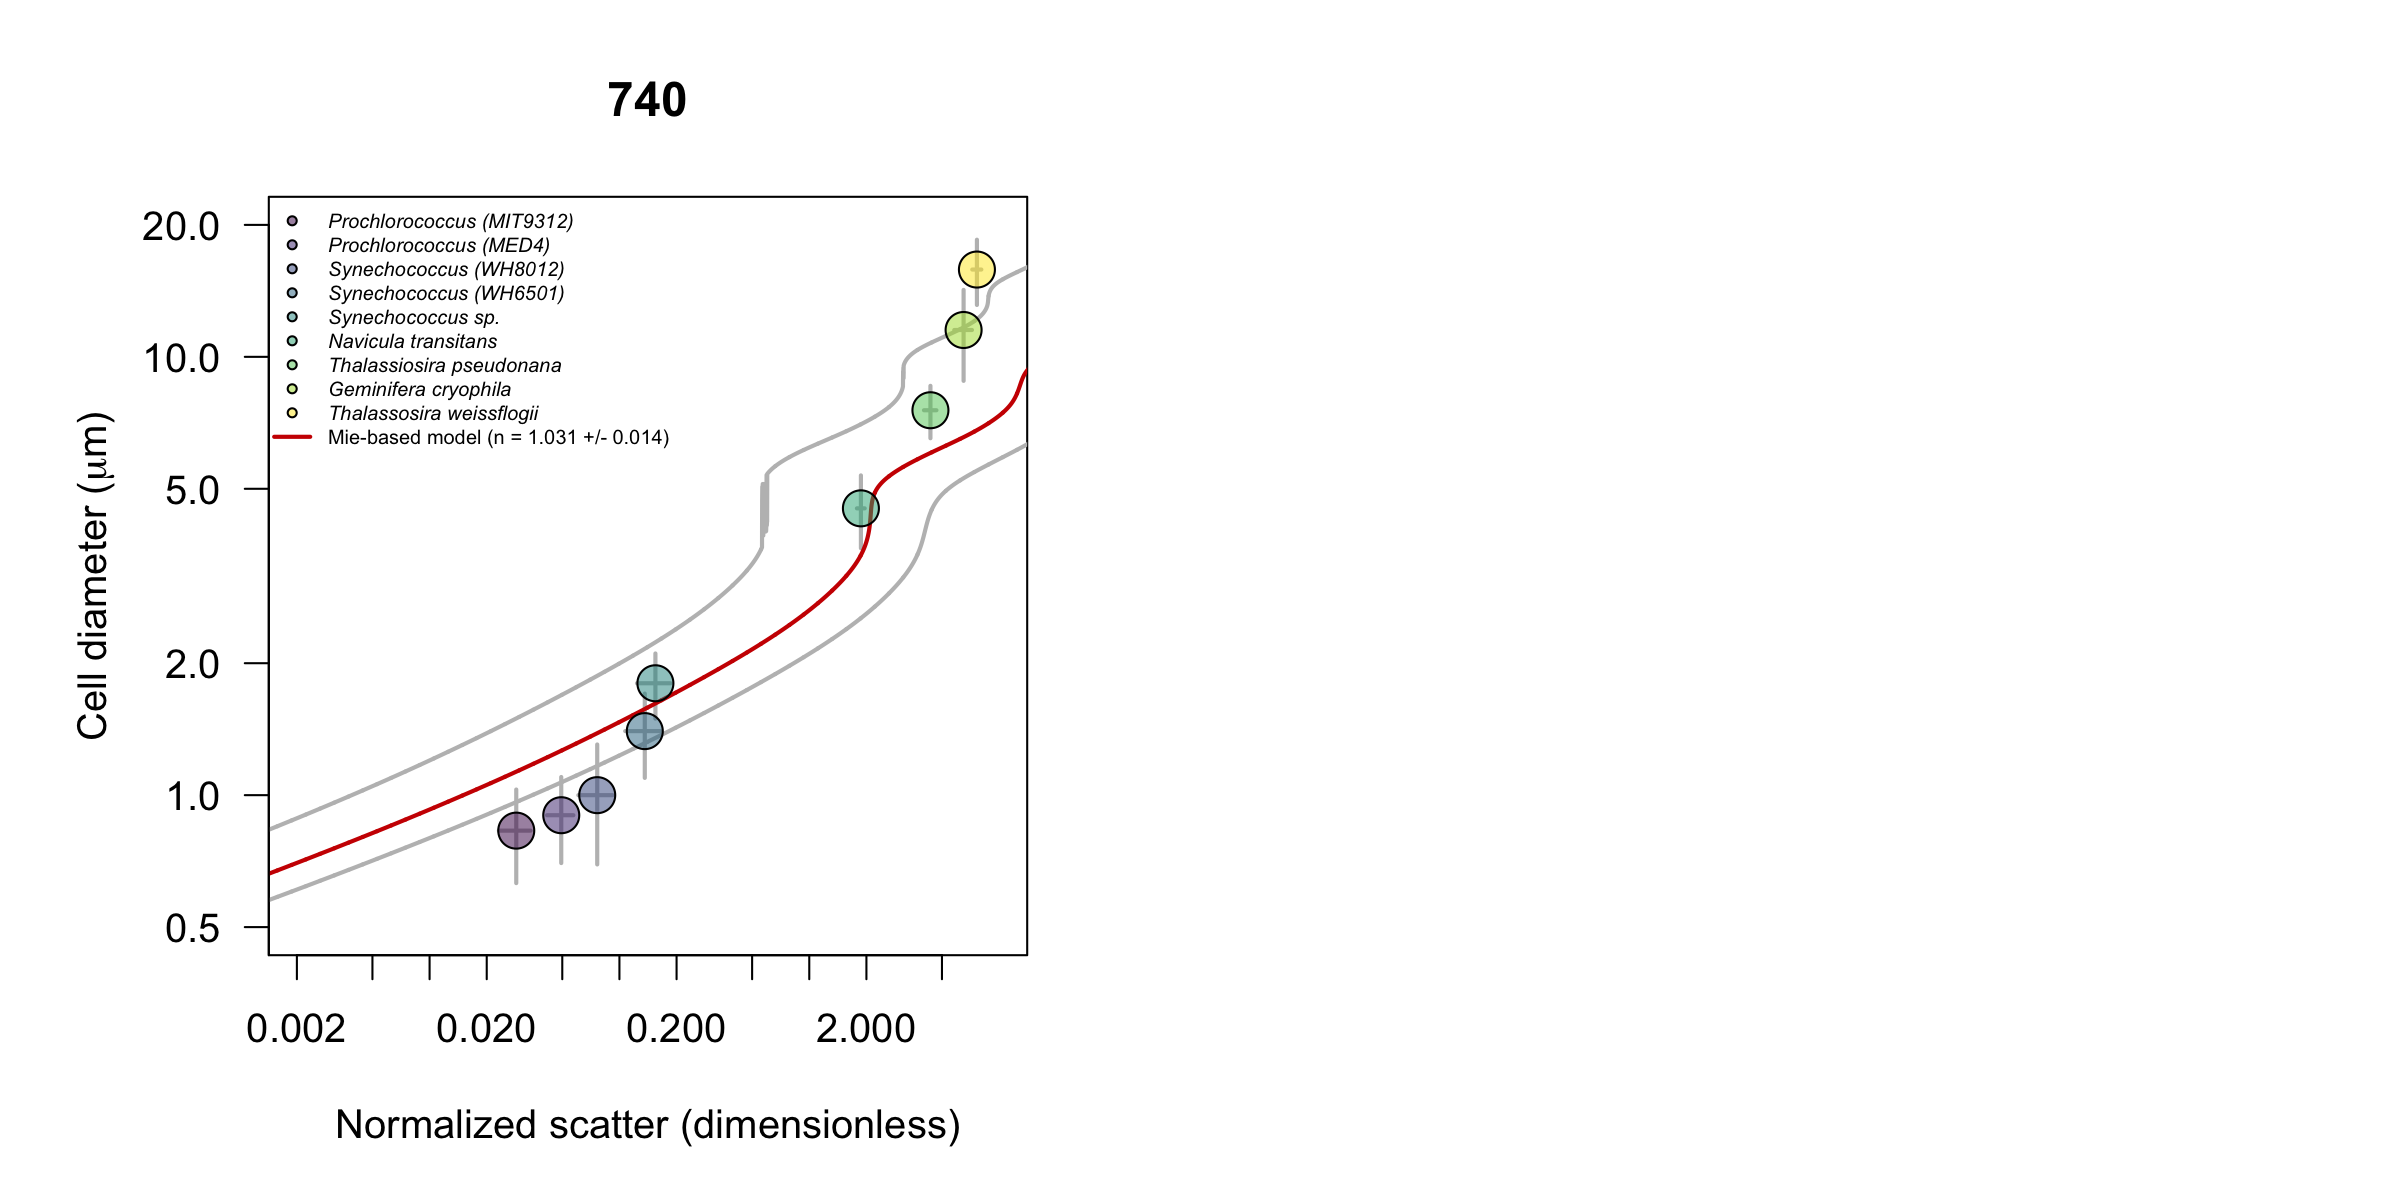 740
20.0
10.0
5.0
2.0
1.0
0.5
Cell diameter (μm)
Prochlorococcus (MIT9312)
Prochlorococcus (MED4)
Synechococcus (WH8012)
Synechococcus (WH6501)
Synechococcus sp.
Navicula transitans
Thalassiosira pseudonana
Geminifera cryophila
Thalassosira weissflogii
Mie-based model (n = 1.031 +/- 0.014)
0.002 0.020 0.200 2.000
Normalized scatter (dimensionless)